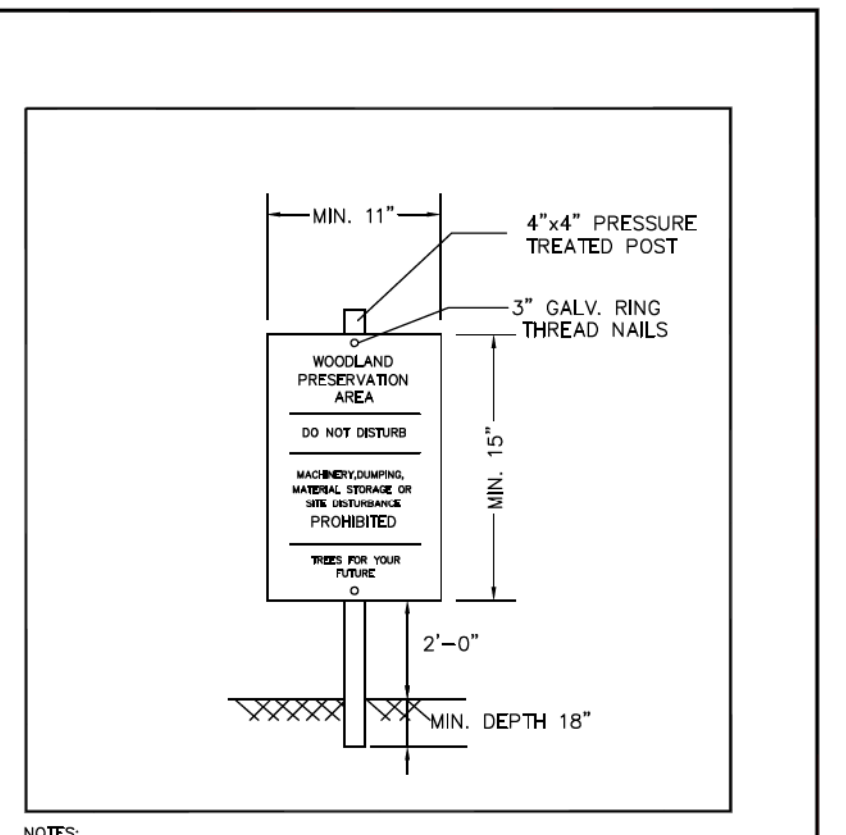 MIN. 11"
4"x4" PRESSURE
TREATED POST
3" GALV. RING
THREAD NAILS
WOODLAND
PRESERVATION
AREA
DO NOT DISTURB
MACHINERY,DUMPING,
MATERIAL STORAGE OR
SITE DISTURBANCE
PROHIBITED
TREES FOR YOUR
FUTURE
MIN. 15"
2'-0"
MIN. DEPTH 18"
NOTES: